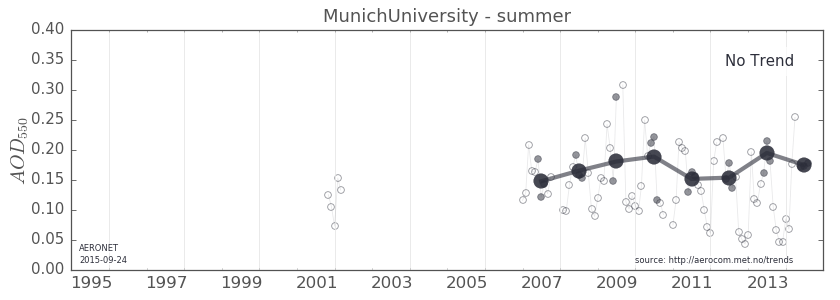 MunichUniversity - summer
0.40
0.35
0.30
0.25
0.20
0.15
0.10
0.05
0.00
AOD550
No Trend
AERONET
2015-09-24
source: http://aerocom.met.no/trends
1995 1997 1999 2001 2003 2005 2007 2009 2011 2013